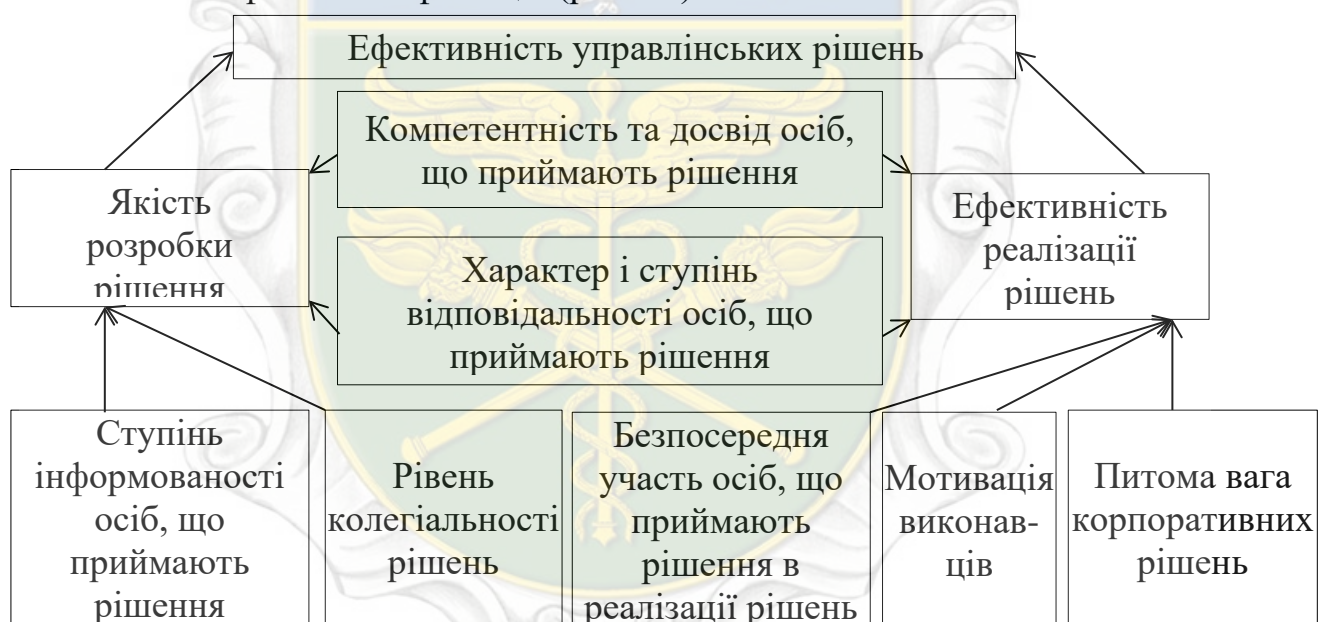 Ефективність управлінських рішень
Компетентність та досвід осіб,
що приймають рішення
Якість
розробки
рішення
Ефективність
реалізації
рішень
Характер і ступінь
відповідальності осіб, що
приймають рішення
Ступінь
інформованості
осіб, що
приймають
рішення
Рівень
колегіальності
рішень
Безпосередня
участь осіб, що
приймають
рішення в
реалізації рішень
Мотивація
виконав-
ців
Питома вага
корпоративних
рішень